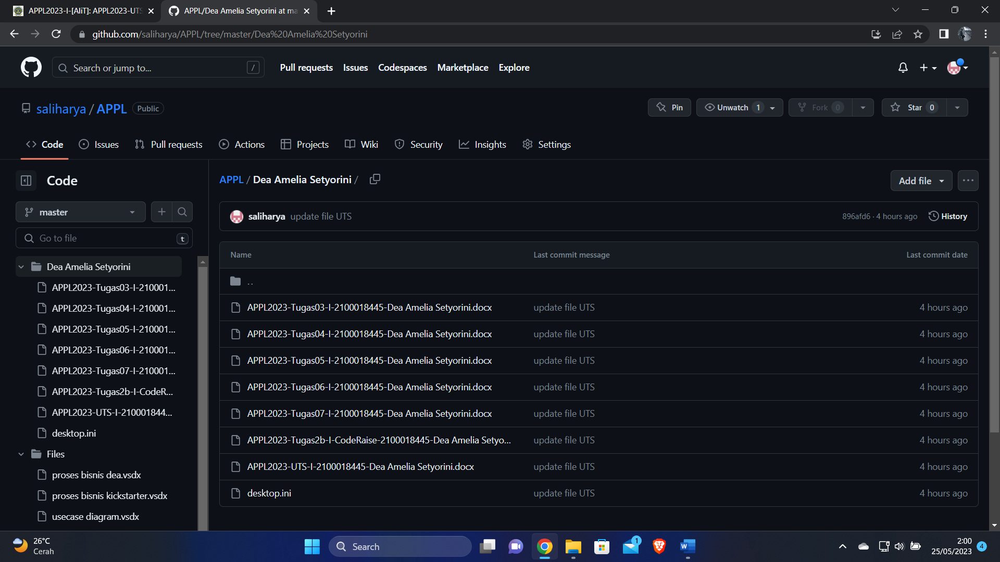 APPL2023-I-[AliT]: APPL2023-UTS
APPL/Dea Amelia Setyorini at ma
github.com/saliharya/APPL/tree/master/Dea%20Amelia%20Setyorini
Search or jump to...
/
Pull requests
Issues
Codespaces
Marketplace
Explore
saliharya / APPL
Public
Pin
Unwatch 1
Fork 0
Star 0
Code
Issues
Pull requests
Actions
Projects
Wiki
Security
Insights
Settings
Code
master
Go to file
t
Dea Amelia Setyorini
APPL2023-Tugas03-I-210001...
APPL2023-Tugas04-I-210001...
APPL2023-Tugas05-I-210001...
APPL2023-Tugas06-I-210001...
APPL2023-Tugas07-I-210001...
APPL2023-Tugas2b-I-CodeR...
APPL2023-UTS-I-210001844...
desktop.ini
Files
proses bisnis dea.vsdx
proses bisnis kickstarter.vsdx
usecase diagram.vsdx
APPL / Dea Amelia Setyorini /
Add file
...
saliharya update file UTS
896afd6 · 4 hours ago
History
Name
Last commit message
Last commit date
..
APPL2023-Tugas03-I-2100018445-Dea Amelia Setyorini.docx
update file UTS
4 hours ago
APPL2023-Tugas04-I-2100018445-Dea Amelia Setyorini.docx
update file UTS
4 hours ago
APPL2023-Tugas05-I-2100018445-Dea Amelia Setyorini.docx
update file UTS
4 hours ago
APPL2023-Tugas06-I-2100018445-Dea Amelia Setyorini.docx
update file UTS
4 hours ago
APPL2023-Tugas07-I-2100018445-Dea Amelia Setyorini.docx
update file UTS
4 hours ago
APPL2023-Tugas2b-I-CodeRaise-2100018445-Dea Amelia Setyo...
update file UTS
4 hours ago
APPL2023-UTS-I-2100018445-Dea Amelia Setyorini.docx
update file UTS
4 hours ago
desktop.ini
update file UTS
4 hours ago
26°C
Cerah
Search
1
W
2:00
25/05/2023
4